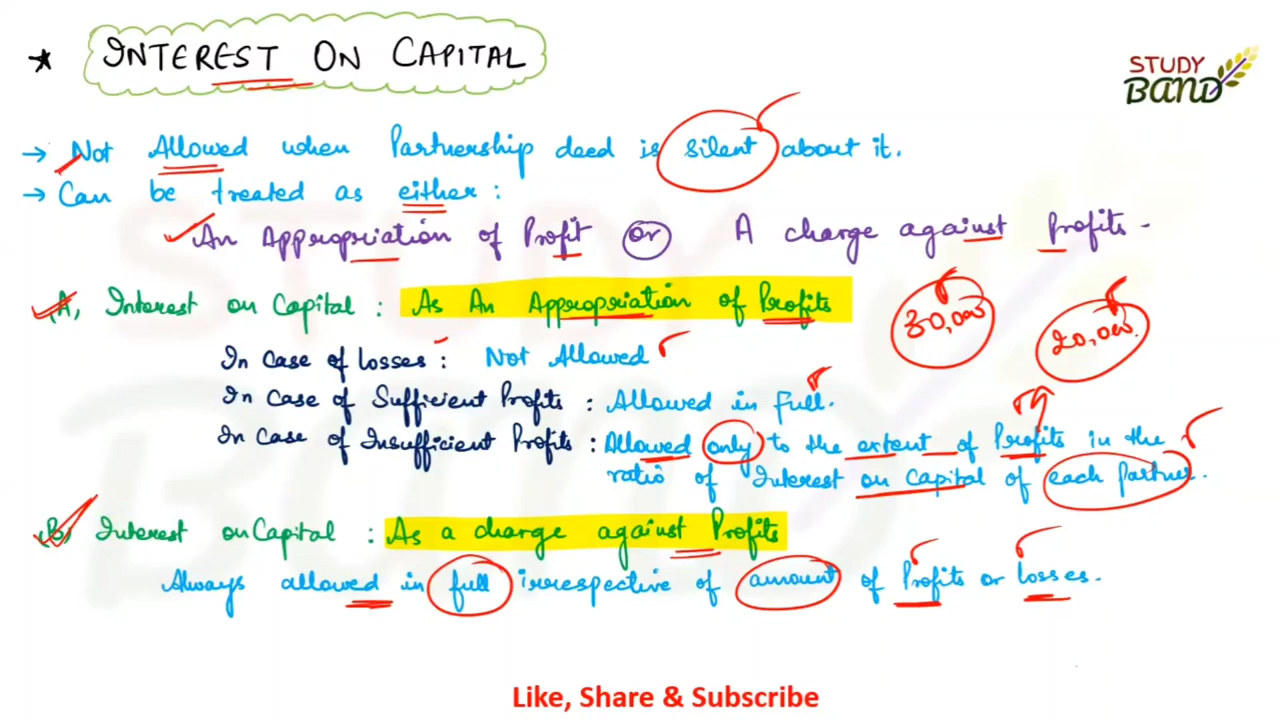 INTEREST ON CAPITAL
STUDY
BAND
→ Not Allowed when Partnership deed is silent about it.
→ Can be treated as either :
An Appropriation of Profit or A charge against Profits -
(A) Interest on Capital : As An Appropriation of Profits
30,000
20,000
In case of losses : Not Allowed
In Case of Sufficient Profits : Allowed in full.
In Case of Insufficient Profits : Allowed only to the extent of Profits in the
ratio of Interest on Capital of each partner.
(B) Interest on Capital : As a charge against Profits
Always allowed in full irrespective of amount of Profits or losses.
Like, Share & Subscribe